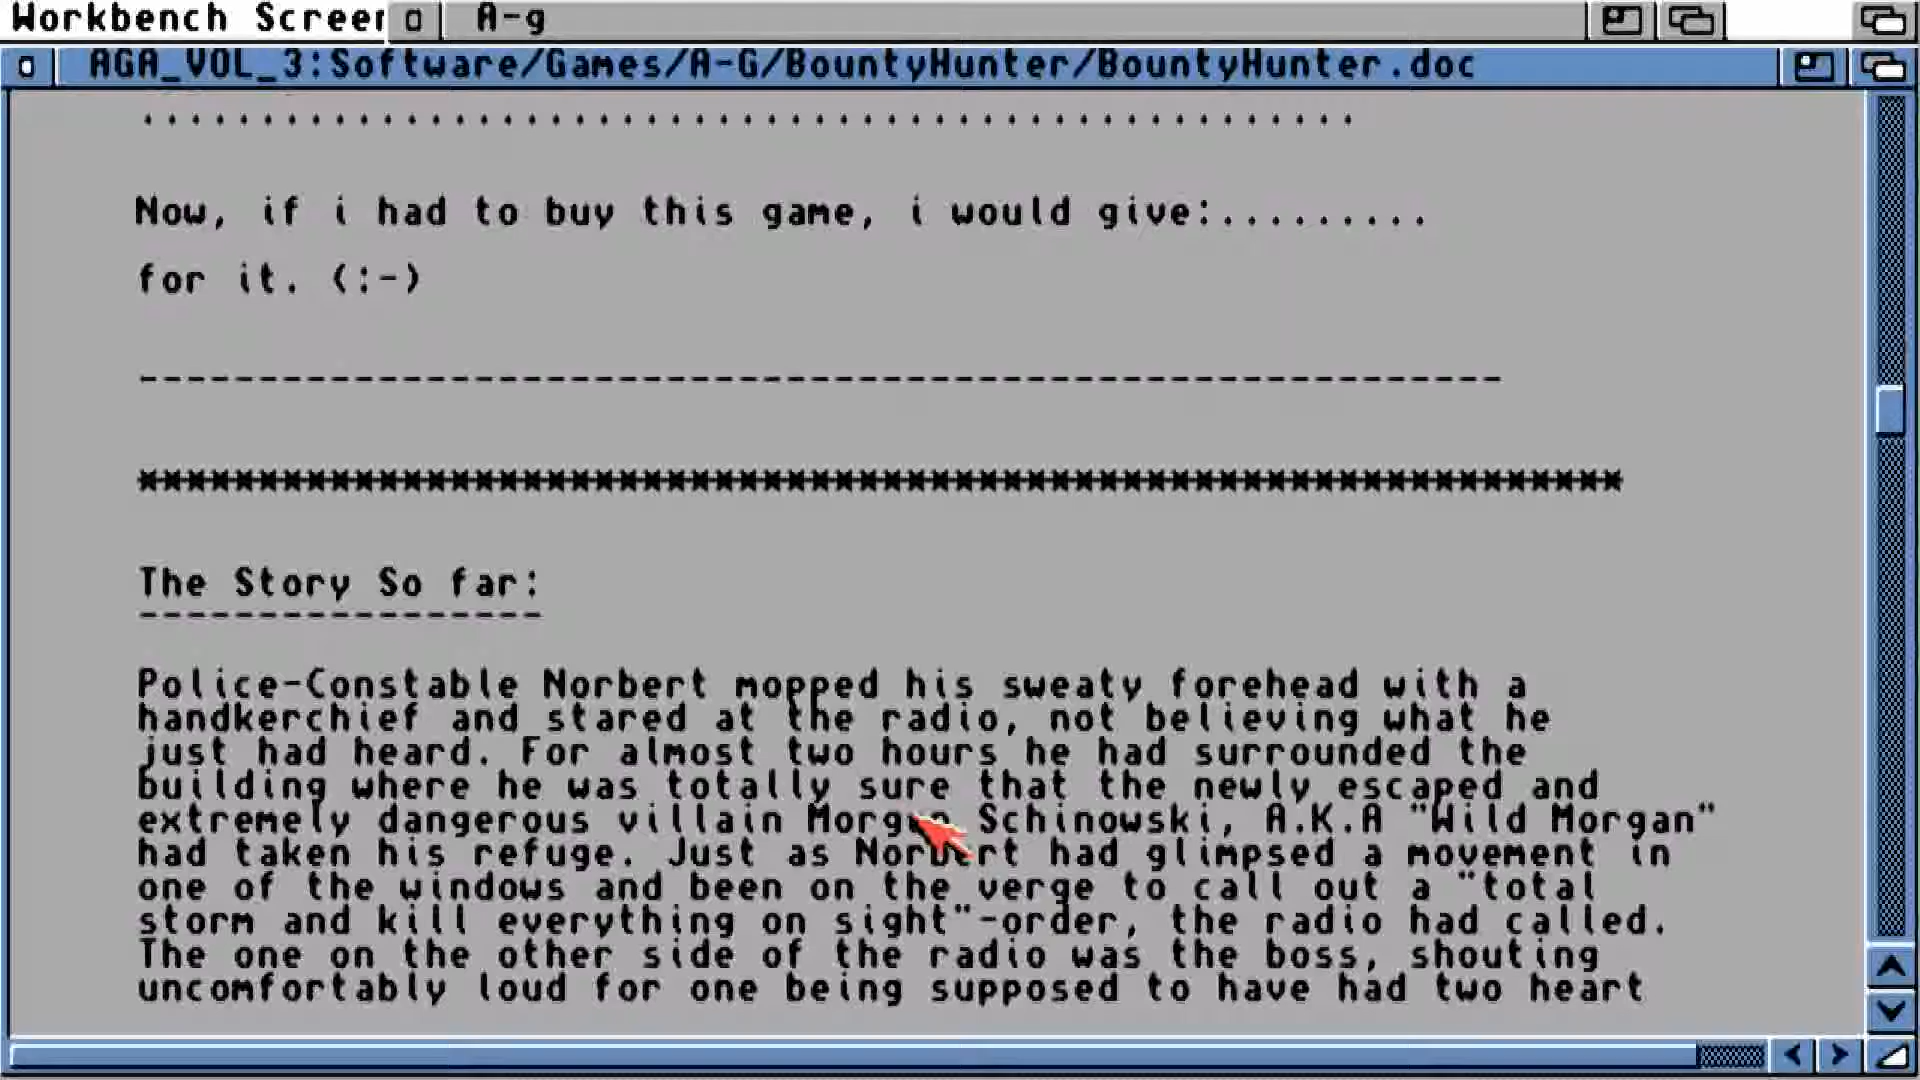 Workbench Screen
A-g
AGA_VOL_3:Software/Games/A-G/BountyHunter/BountyHunter.doc
...................................................
Now, if i had to buy this game, i would give:.........
for it. (:-)
---------------------------------------------------------
**************************************************************
The Story So far:
-----------------
Police-Constable Norbert mopped his sweaty forehead with a
handkerchief and stared at the radio, not believing what he
just had heard. For almost two hours he had surrounded the
building where he was totally sure that the newly escaped and
extremely dangerous villain Morgan Schinowski, A.K.A "Wild Morgan"
had taken his refuge. Just as Norbert had glimpsed a movement in
one of the windows and been on the verge to call out a "total
storm and kill everything on sight"-order, the radio had called.
The one on the other side of the radio was the boss, shouting
uncomfortably loud for one being supposed to have had two heart